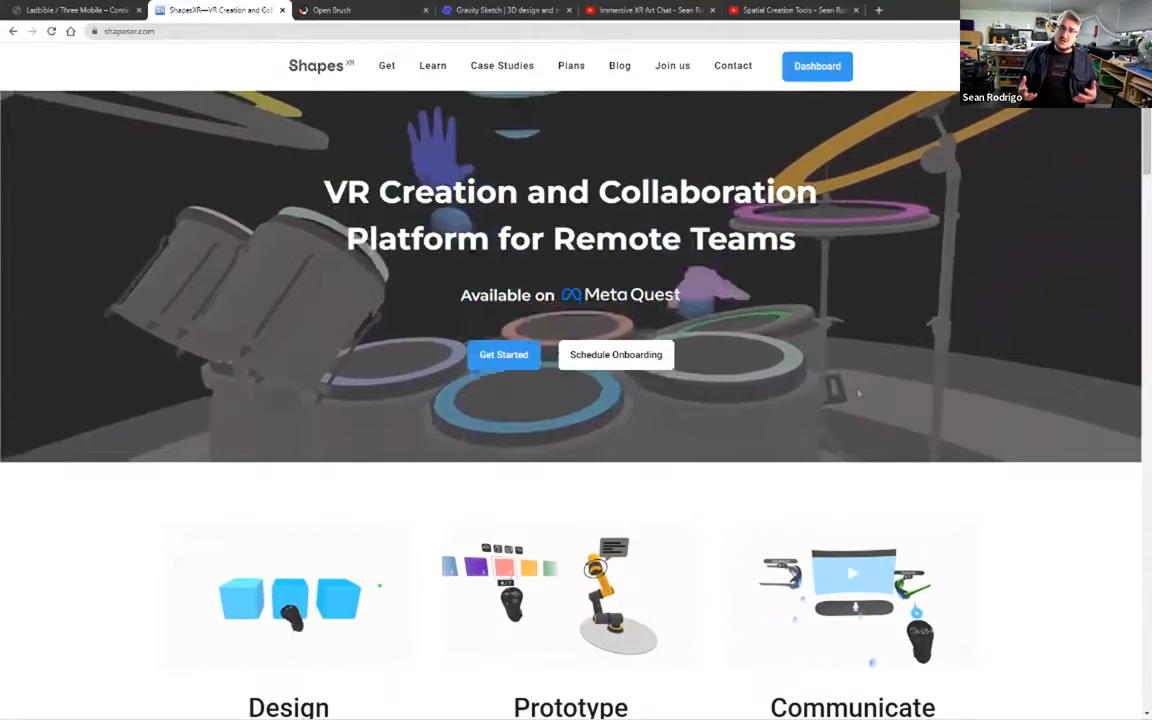 Ladbible / Three Mobile – Contin
ShapesXR—VR Creation and Coll
Open Brush
Gravity Sketch | 3D design and m
Immersive XR Art Chat - Sean Ro
Spatial Creation Tools - Sean Rod
shapesxr.com
Sean Rodrigo
Shapes XR
Get
Learn
Case Studies
Plans
Blog
Join us
Contact
Dashboard
VR Creation and Collaboration
Platform for Remote Teams
Available on Meta Quest
Get Started
Schedule Onboarding
Design
Prototype
Communicate